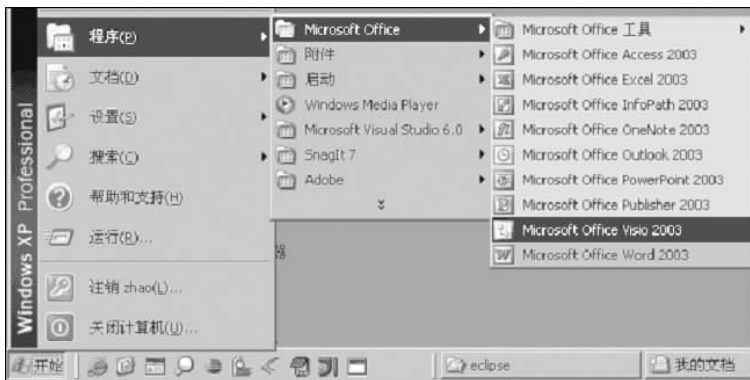 Windows XP Professional
程序(P)
文档(D)
设置(S)
搜索(C)
帮助和支持(H)
运行(R)...
注销 zhao(L)...
关闭计算机(U)...
Microsoft Office
附件
启动
Windows Media Player
Microsoft Visual Studio 6.0
SnagIt 7
Adobe
Microsoft Office 工具
Microsoft Office Access 2003
Microsoft Office Excel 2003
Microsoft Office InfoPath 2003
Microsoft Office OneNote 2003
Microsoft Office Outlook 2003
Microsoft Office PowerPoint 2003
Microsoft Office Publisher 2003
Microsoft Office Visio 2003
Microsoft Office Word 2003
器
开始
eclipse
我的文档